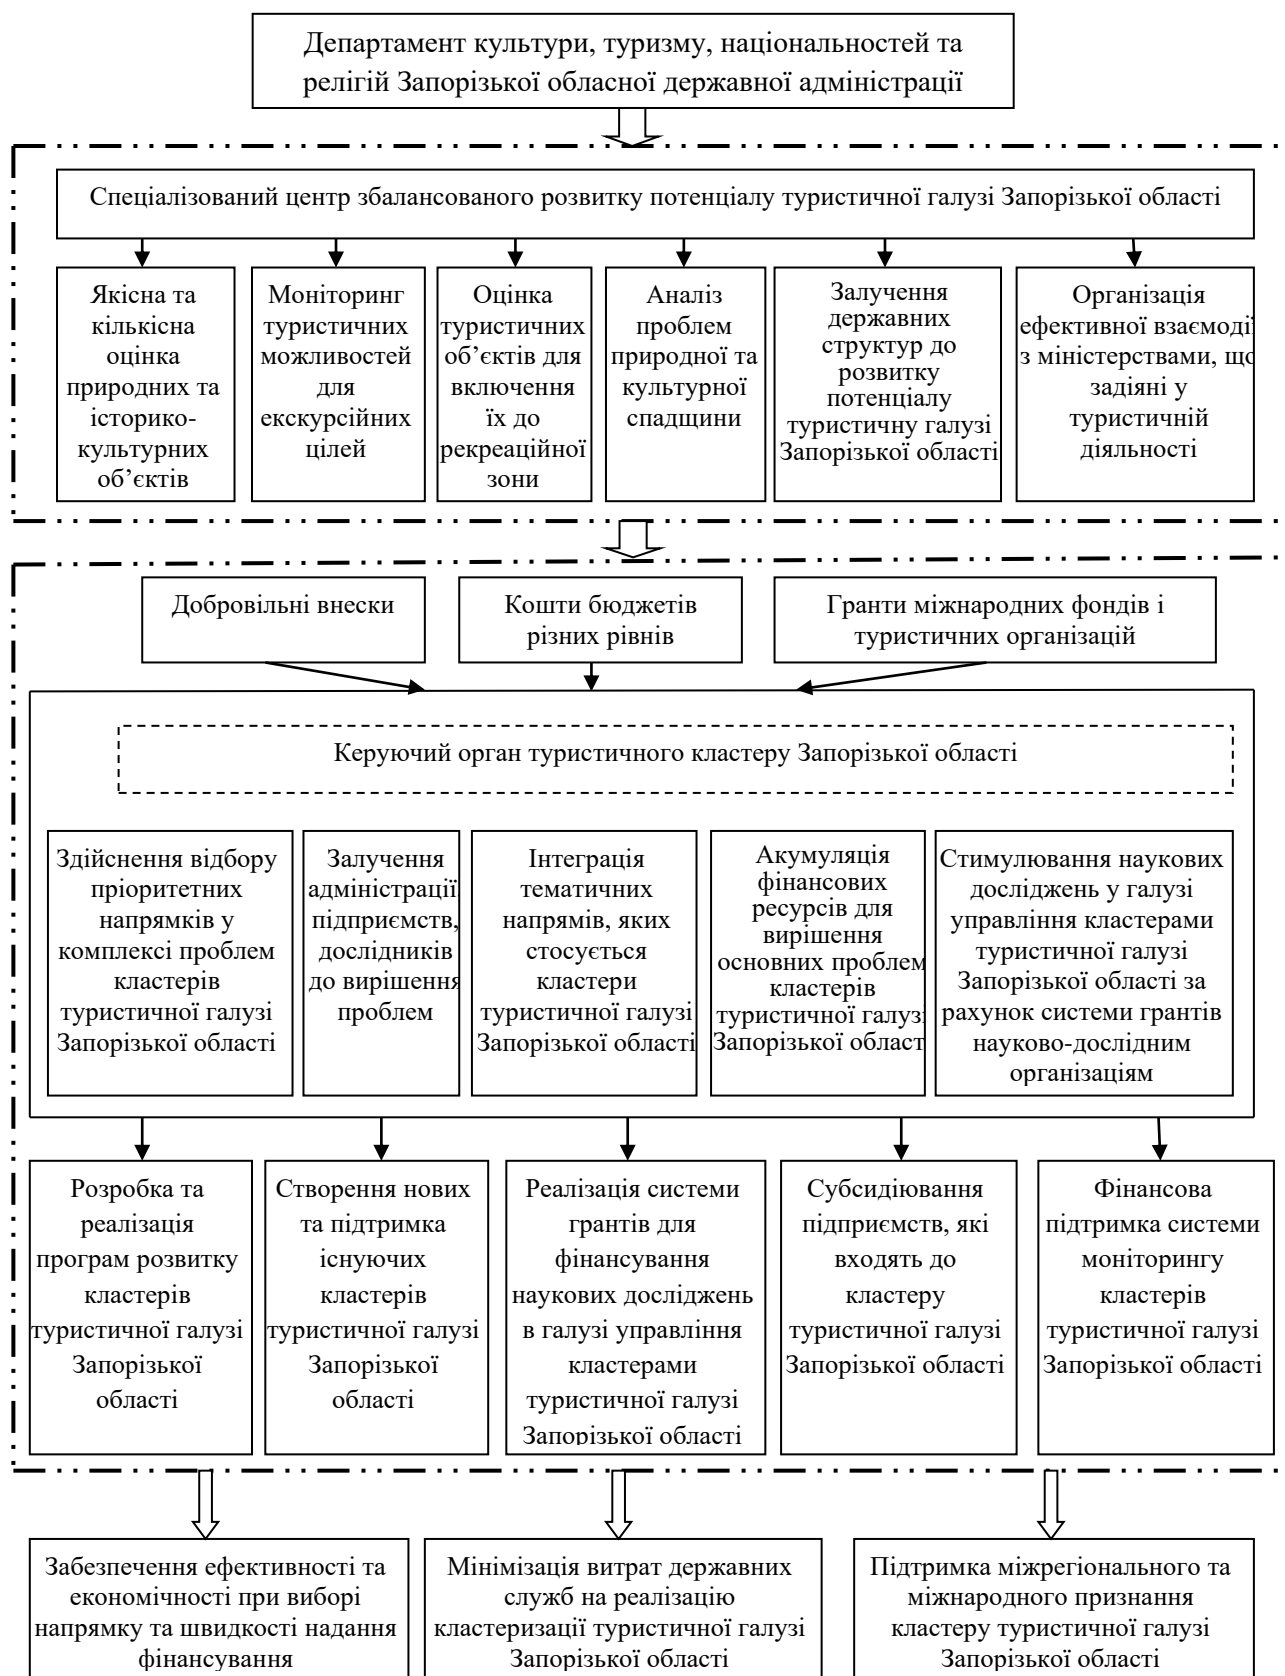 Департамент культури, туризму, національностей та
релігій Запорізької обласної державної адміністрації
Спеціалізований центр збалансованого розвитку потенціалу туристичної галузі Запорізької області
Якісна та
кількісна
оцінка
природних та
історико-
культурних
об’єктів
Моніторинг
туристичних
можливостей
для
екскурсійних
цілей
Оцінка
туристичних
об’єктів для
включення
їх до
рекреаційної
зони
Аналіз
проблем
природної та
культурної
спадщини
Залучення
державних
структур до
розвитку
потенціалу
туристичну галузі
Запорізької області
Організація
ефективної взаємодії
з міністерствами, що
задіяні у
туристичній
діяльності
Добровільні внески
Кошти бюджетів
різних рівнів
Гранти міжнародних фондів і
туристичних організацій
Керуючий орган туристичного кластеру Запорізької області
Здійснення відбору
пріоритетних
напрямків у
комплексі проблем
кластерів
туристичної галузі
Запорізької області
Залучення
адмістрації,
підприємств,
дослідників
до вирішення
проблем
Інтеграція
тематичних
напрямів, яких
стосується
кластери
туристичної галузі
Запорізької області
Акумуляція
фінансових
ресурсів для
вирішення
основних проблем
кластерів
туристичної галузі
Запорізької област
Стимулювання наукових
досліджень у галузі
управління кластерами
туристичної галузі
Запорізької області за
рахунок системи грантів
науково-дослідним
організаціям
Розробка та
реалізація
програм розвитку
кластерів
туристичної галузі
Запорізької
області
Створення нових
та підтримка
існуючих
кластерів
туристичної галузі
Запорізької
області
Реалізація системи
грантів для
фінансування
наукових досліджень
в галузі управління
кластерами
туристичної галузі
Запорізької області
Субсидіювання
підприємств, які
входять до
кластеру
туристичної галузі
Запорізької області
Фінансова
підтримка системи
моніторингу
кластерів
туристичної галузі
Запорізької області
Забезпечення ефективності та
економічності при виборі
напрямку та швидкості надання
фінансування
Мінімізація витрат державних
служб на реалізацію
кластеризації туристичної галузі
Запорізької області
Підтримка міжрегіонального та
міжнародного признання
кластеру туристичної галузі
Запорізької області